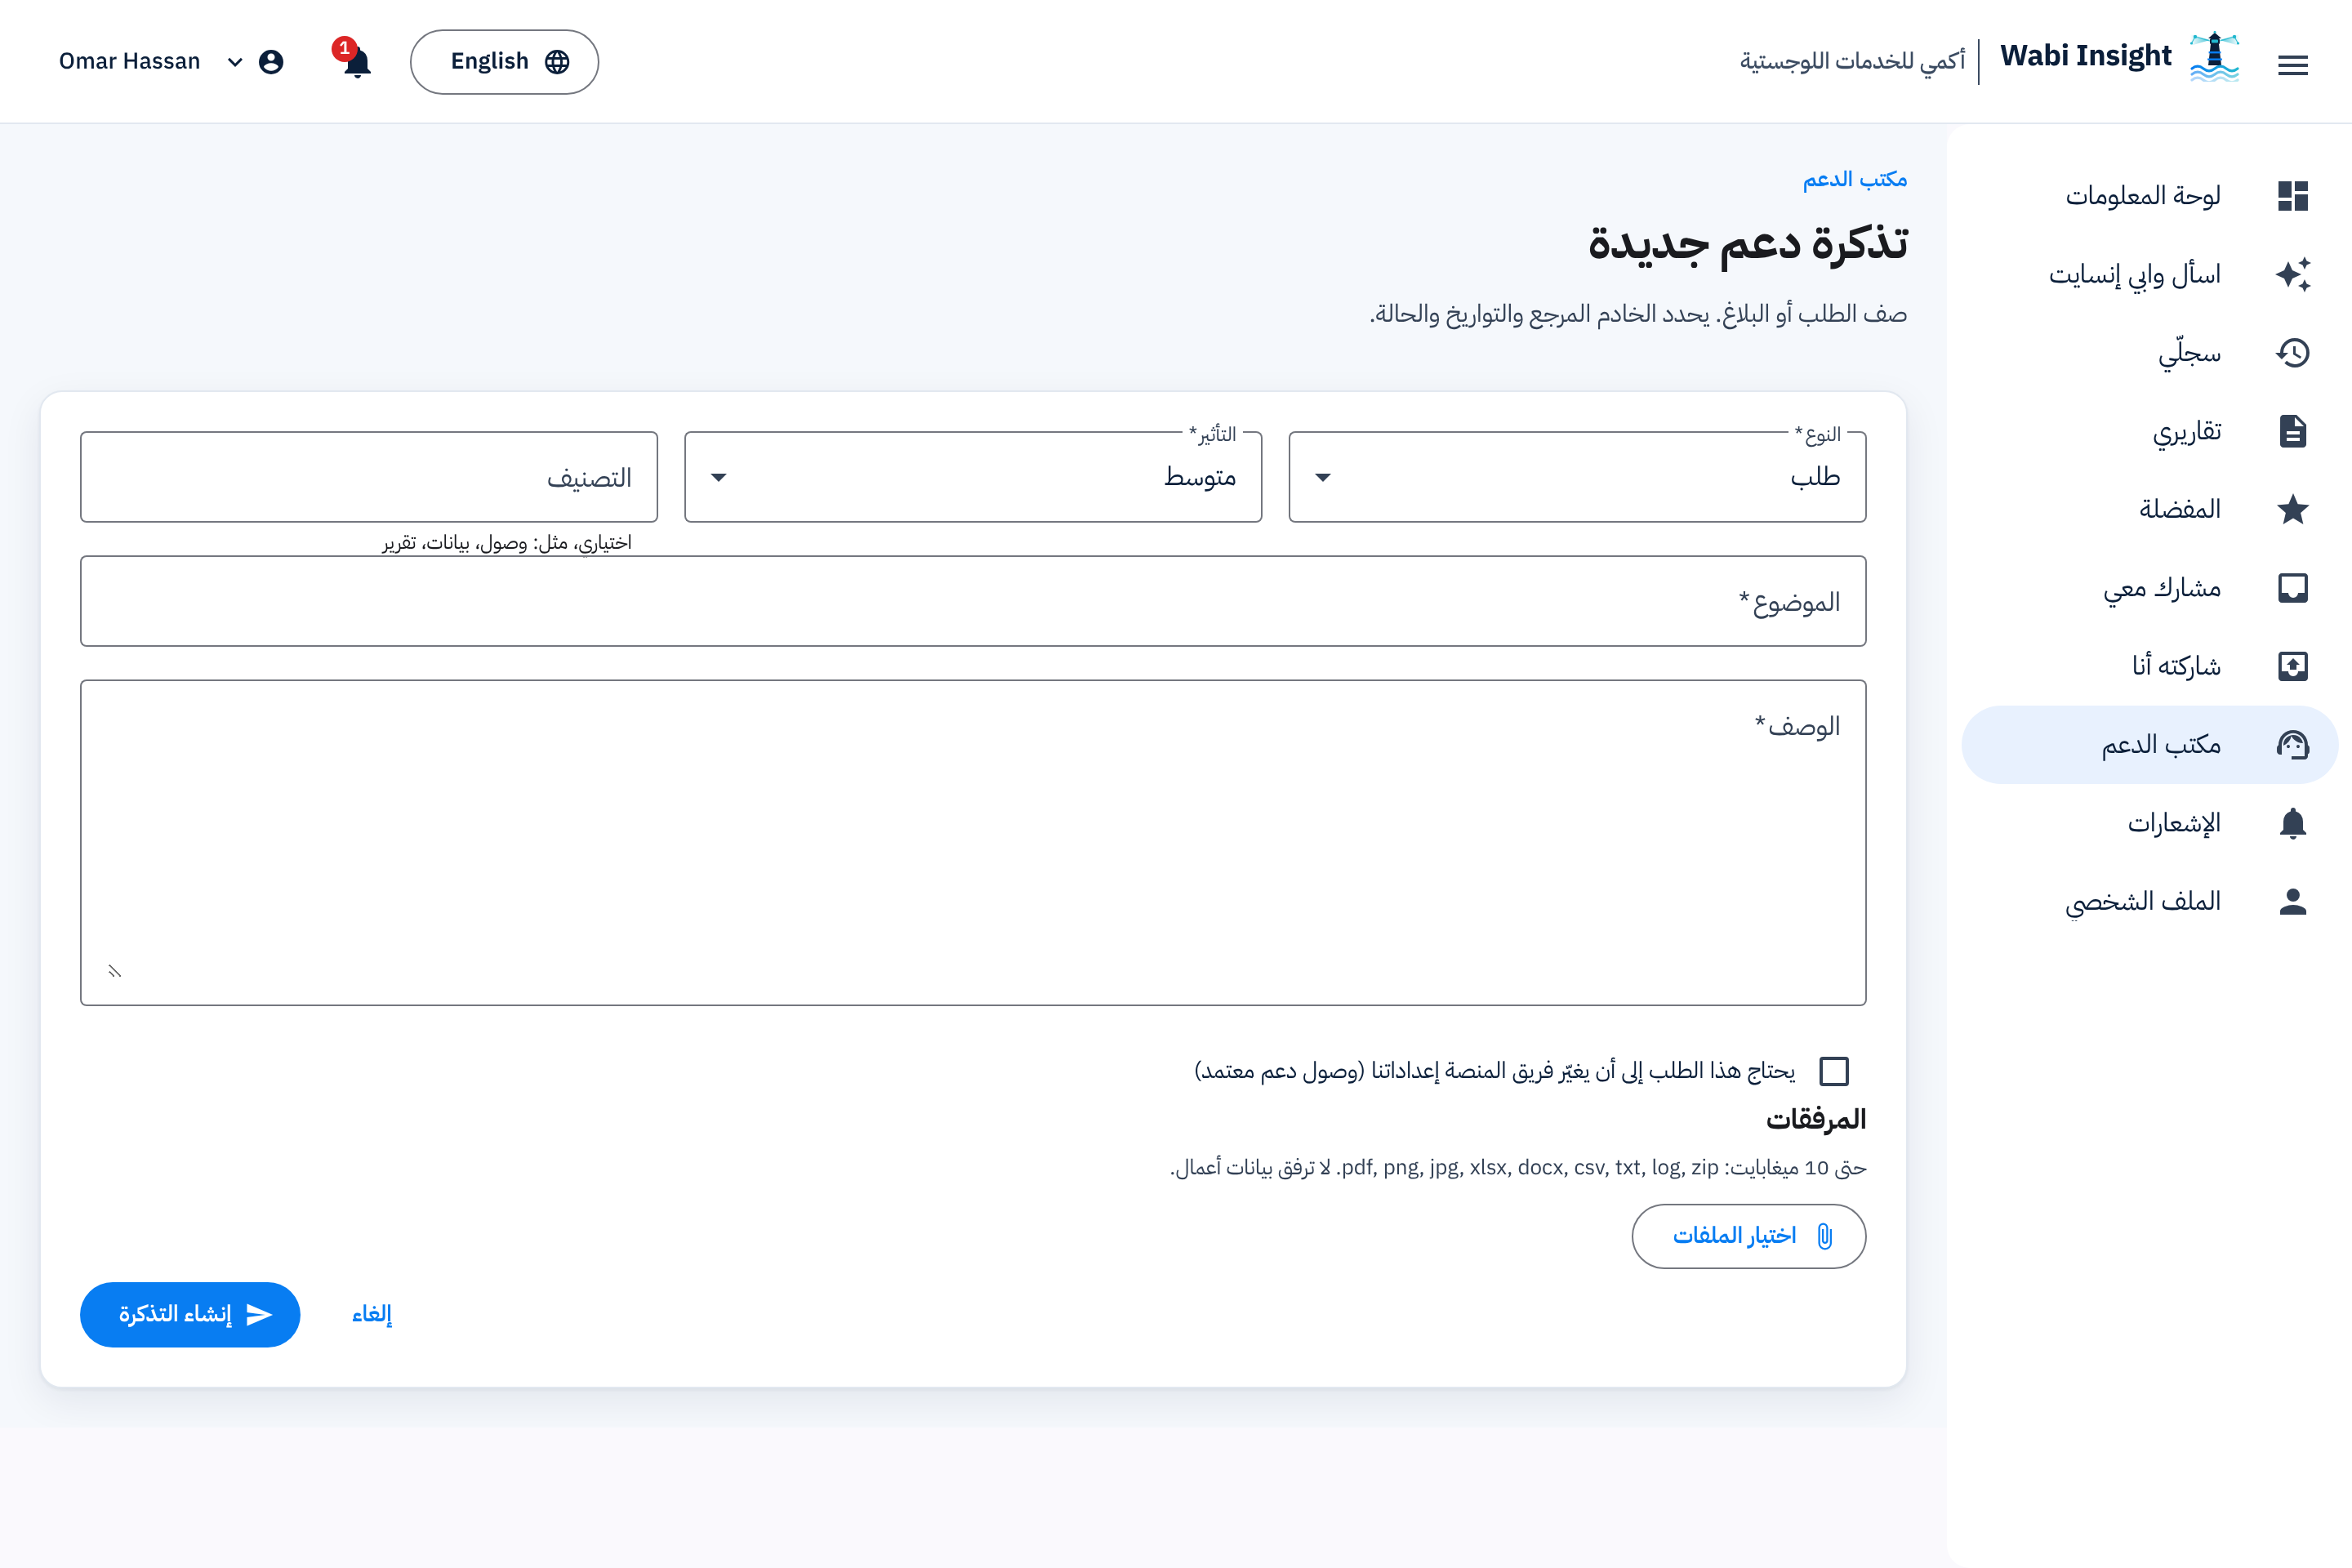 Wabi Insight
أكمي للخدمات اللوجستية
English
1
Omar Hassan
لوحة المعلومات
اسأل وابي إنسايت
سجلّي
تقاريري
المفضلة
مشارك معي
شاركته أنا
مكتب الدعم
الإشعارات
الملف الشخصي
مكتب الدعم
تذكرة دعم جديدة
صف الطلب أو البلاغ. يحدد الخادم المرجع والتواريخ والحالة.
النوع *
طلب
التأثير *
متوسط
التصنيف
اختياري، مثل: وصول، بيانات، تقرير
الموضوع *
الوصف *
يحتاج هذا الطلب إلى أن يغيّر فريق المنصة إعداداتنا (وصول دعم معتمد)
المرفقات
حتى 10 ميغابايت: pdf, png, jpg, xlsx, docx, csv, txt, log, zip. لا ترفق بيانات أعمال.
اختيار الملفات
إلغاء
إنشاء التذكرة